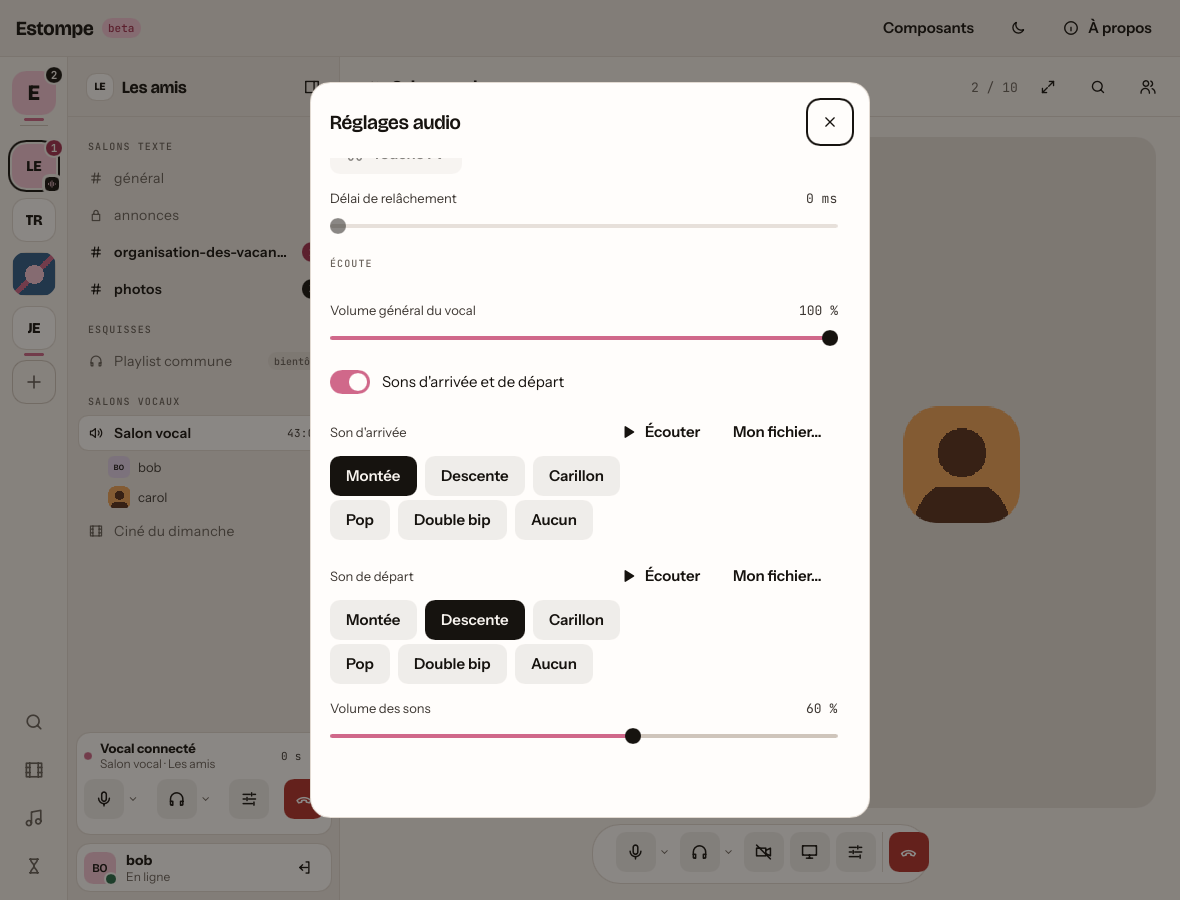 Estompe beta
Composants
À propos
E 2
LE Les amis
2 / 10
Réglages audio
SALONS TEXTE
LE 1
général
Délai de relâchement 0 ms
TR
annonces
organisation-des-vacan...
ÉCOUTE
photos
Volume général du vocal 100 %
JE
ESQUISSES
Playlist commune
Sons d'arrivée et de départ
SALONS VOCAUX
Salon vocal
Son d'arrivée Écouter Mon fichier...
BO bob
Montée Descente Carillon
carol
Pop Double bip Aucun
Ciné du dimanche
Son de départ Écouter Mon fichier...
Montée Descente Carillon
Pop Double bip Aucun
Volume des sons 60 %
Vocal connecté
Salon vocal · Les amis
0 s
BO bob
En ligne